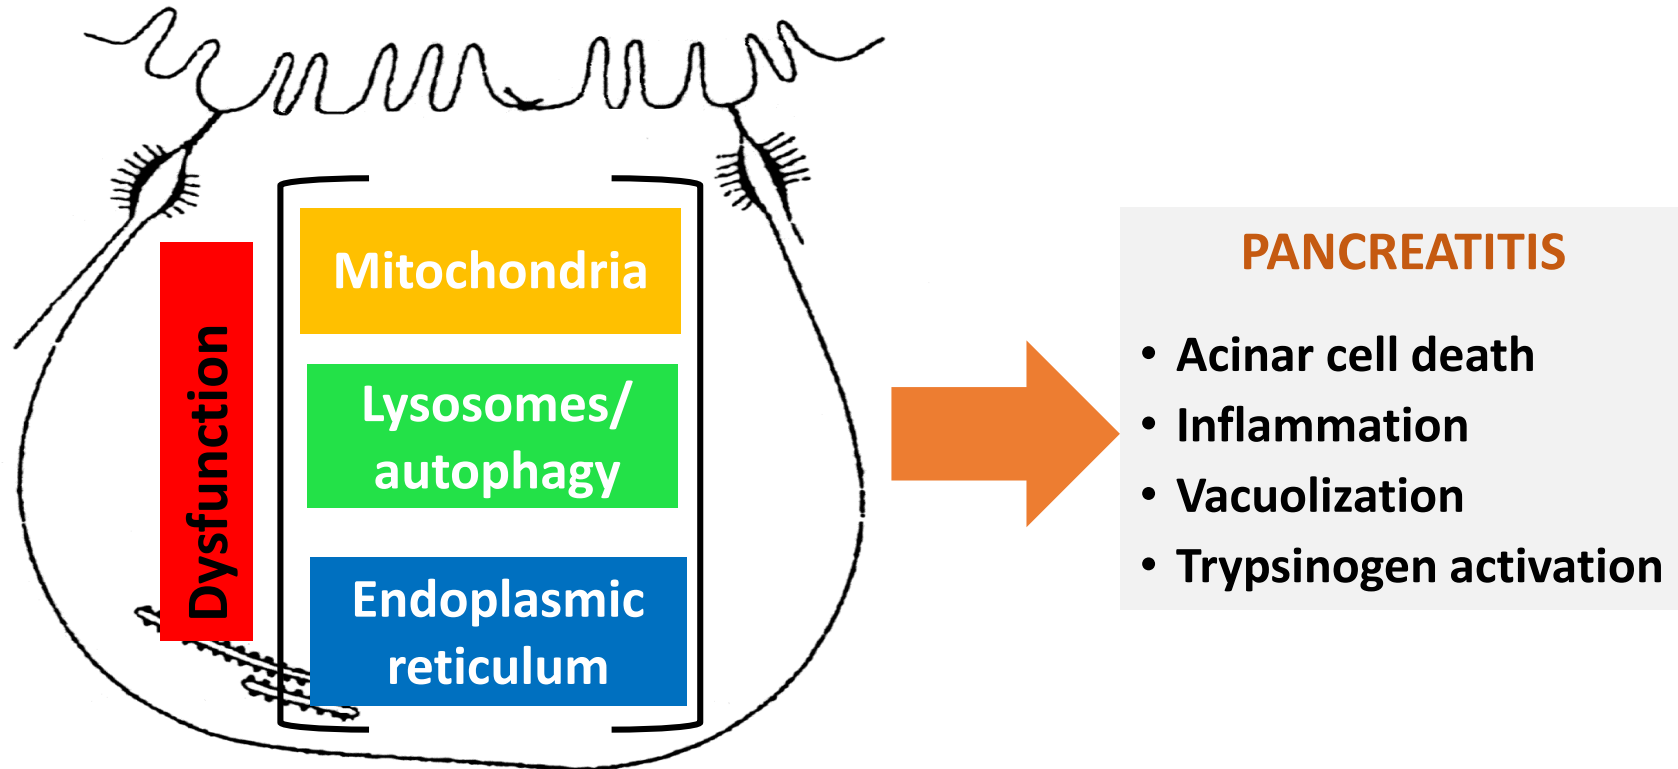 Dysfunction
Mitochondria
Lysosomes/
autophagy
Endoplasmic
reticulum
PANCREATITIS
• Acinar cell death
• Inflammation
• Vacuolization
• Trypsinogen activation